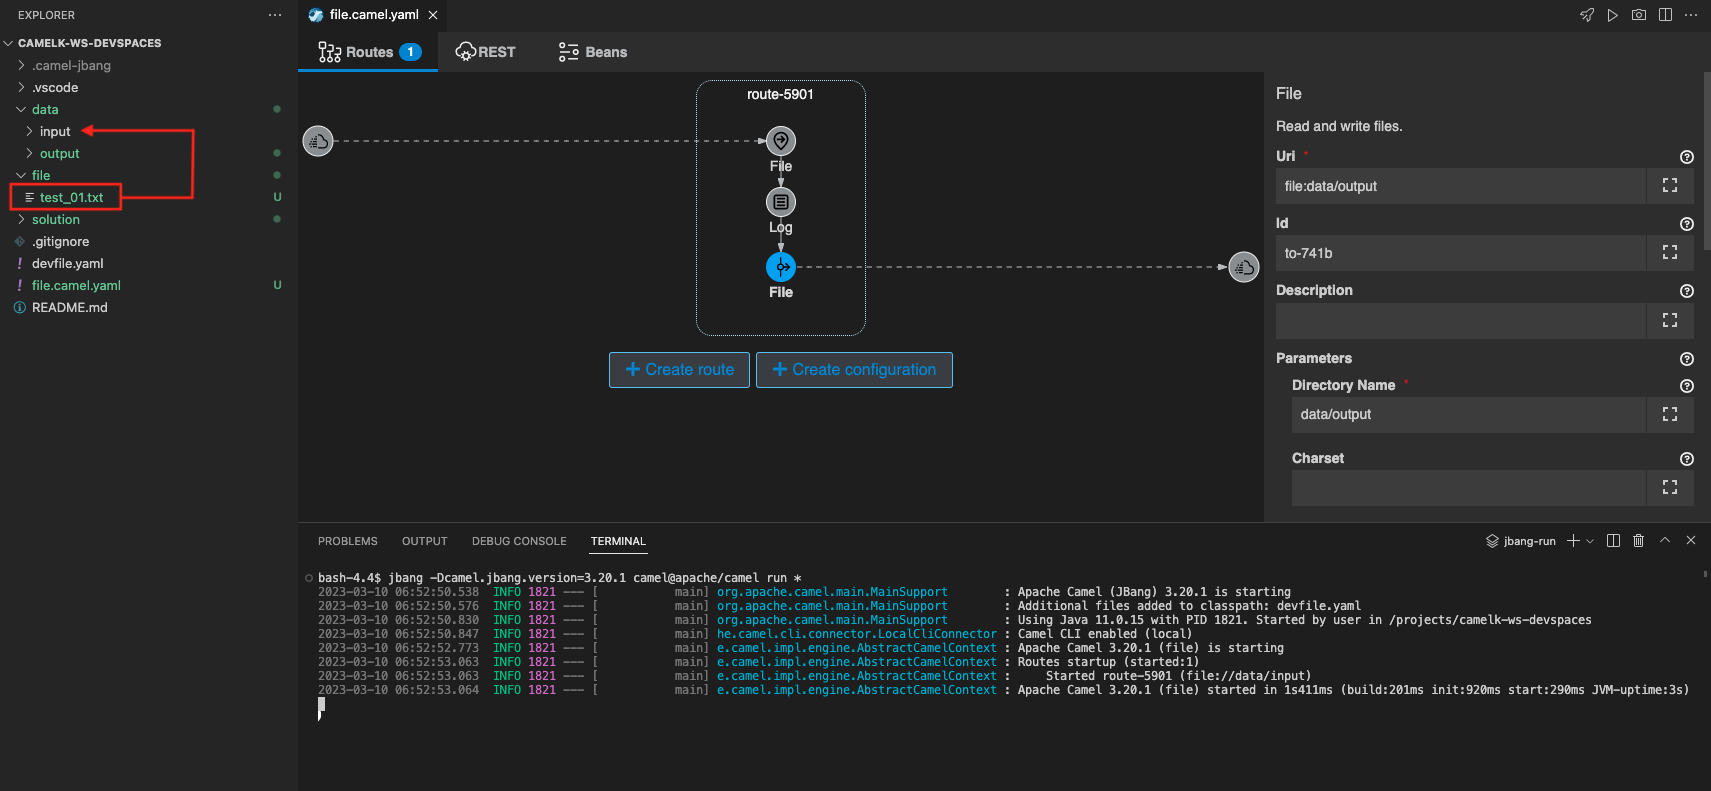 EXPLORER
CAMELK-WS-DEVSPACES
.camel-jbang
.vscode
data
input
output
file
test_01.txt
U
solution
.gitignore
devfile.yaml
file.camel.yaml
U
README.md
file.camel.yaml
Routes 1
REST
Beans
route-5901
File
Log
File
Create route
Create configuration
File
Read and write files.
Uri *
file:data/output
Id
to-741b
Description
Parameters
Directory Name *
data/output
Charset
PROBLEMS OUTPUT DEBUG CONSOLE TERMINAL
jbang-run
bash-4.4$ jbang -Dcamel.jbang.version=3.20.1 camel@apache/camel run *
2023-03-10 06:52:50.538 INFO 1821 --- [ main] org.apache.camel.main.MainSupport : Apache Camel (JBang) 3.20.1 is starting
2023-03-10 06:52:50.576 INFO 1821 --- [ main] org.apache.camel.main.MainSupport : Additional files added to classpath: devfile.yaml
2023-03-10 06:52:50.830 INFO 1821 --- [ main] org.apache.camel.main.MainSupport : Using Java 11.0.15 with PID 1821. Started by user in /projects/camelk-ws-devspaces
2023-03-10 06:52:50.847 INFO 1821 --- [ main] he.camel.cli.connector.LocalCliConnector : Camel CLI enabled (local)
2023-03-10 06:52:52.773 INFO 1821 --- [ main] e.camel.impl.engine.AbstractCamelContext : Apache Camel 3.20.1 (file) is starting
2023-03-10 06:52:53.063 INFO 1821 --- [ main] e.camel.impl.engine.AbstractCamelContext : Routes startup (started:1)
2023-03-10 06:52:53.063 INFO 1821 --- [ main] e.camel.impl.engine.AbstractCamelContext : Started route-5901 (file://data/input)
2023-03-10 06:52:53.064 INFO 1821 --- [ main] e.camel.impl.engine.AbstractCamelContext : Apache Camel 3.20.1 (file) started in 1s411ms (build:201ms init:920ms start:290ms JVM-uptime:3s)